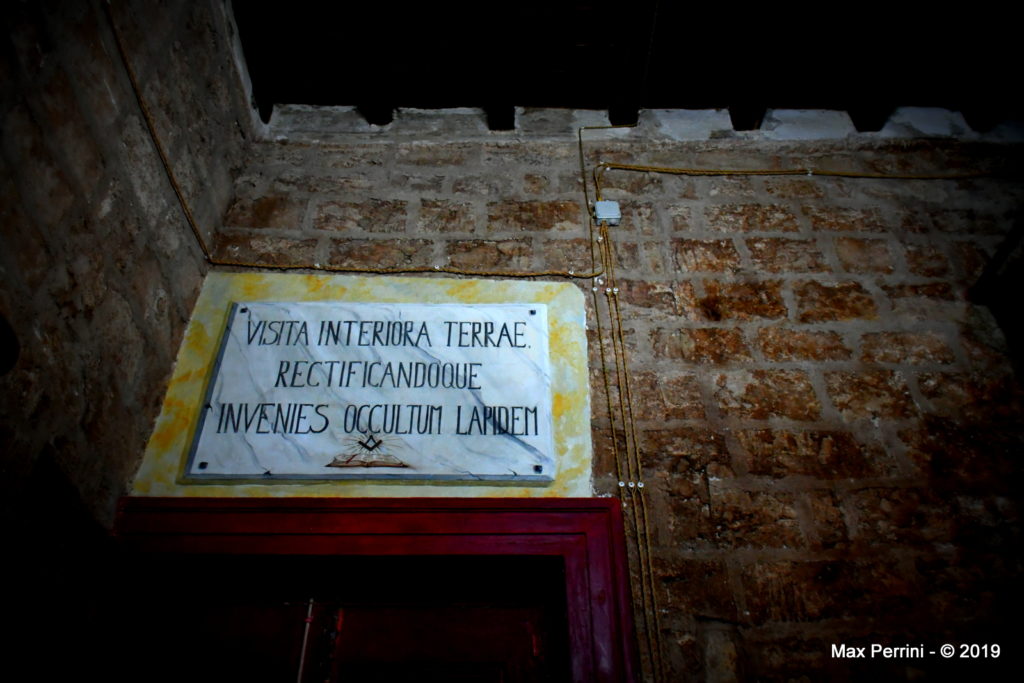 VISITA INTERIORA TERRAE,
RECTIFICANDOQUE
INVENIES OCCULTUM LAPIDEM
Max Perrini - © 2019